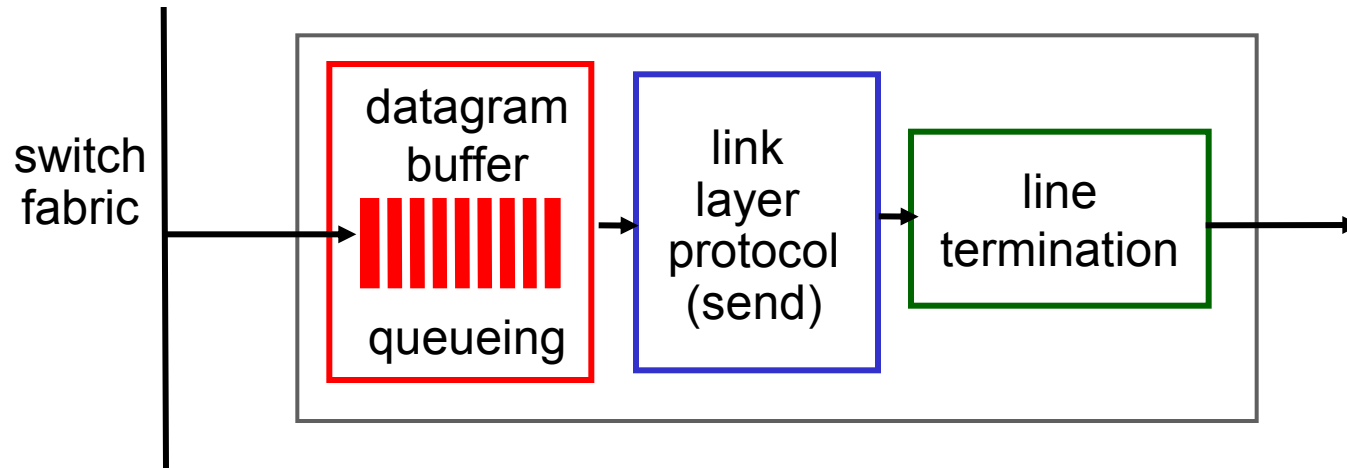 switch
fabric
datagram
buffer
queueing
link
layer
protocol
(send)
line
termination